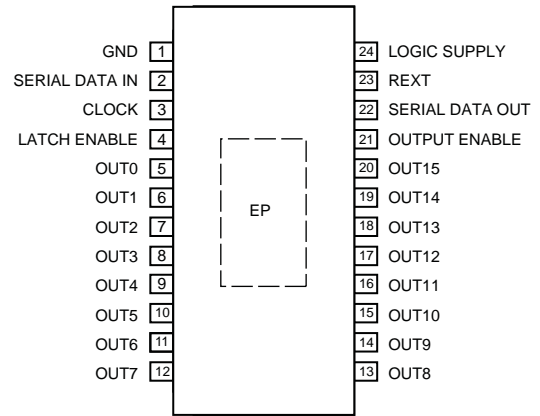 GND 1 24 LOGIC SUPPLY
SERIAL DATA IN 2 23 REXT
CLOCK 3 22 SERIAL DATA OUT
LATCH ENABLE 4 21 OUTPUT ENABLE
OUT0 5 20 OUT15
OUT1 6 19 OUT14
OUT2 7 EP 18 OUT13
OUT3 8 17 OUT12
OUT4 9 16 OUT11
OUT5 10 15 OUT10
OUT6 11 14 OUT9
OUT7 12 13 OUT8